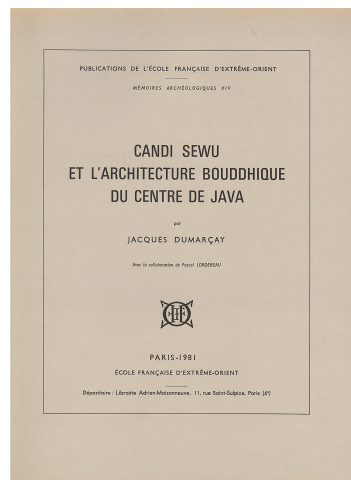 PUBLICATIONS DE L'ÉCOLE FRANÇAISE D'EXTRÊME-ORIENT
MÉMOIRES ARCHÉOLOGIQUES XIV
CANDI SEWU
ET L'ARCHITECTURE BOUDDHIQUE
DU CENTRE DE JAVA
par
JACQUES DUMARÇAY
Avec la collaboration de Pascal LORDEREAU
PARIS-1981
ÉCOLE FRANÇAISE D'EXTRÊME-ORIENT
Dépositaire : Librairie Adrien-Maisonneuve, 11, rue Saint-Sulpice, Paris (6e)